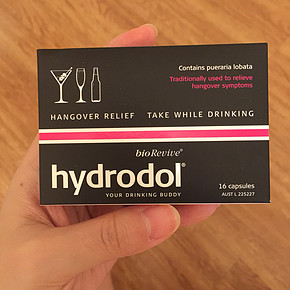 Contains pueraria lobata
Traditionally used to relieve
hangover symptoms
HANGOVER RELIEF TAKE WHILE DRINKING
bioRevive®
hydrodol®
YOUR DRINKING BUDDY
16 capsules
AUST L 225227